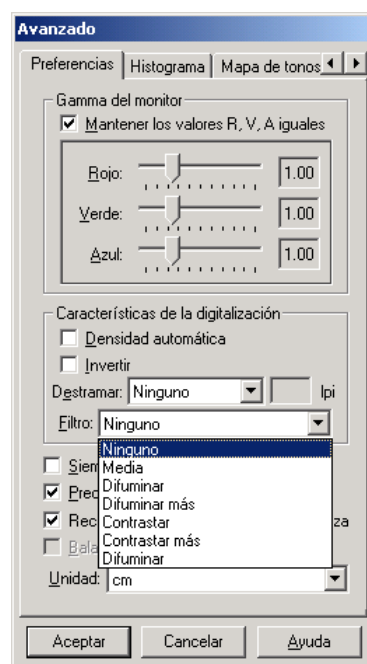 Avanzado
Preferencias Histograma Mapa de tonos
Gamma del monitor
Mantener los valores R, V, A iguales
Rojo: 1.00
Verde: 1.00
Azul: 1.00
Características de la digitalización
Densidad automática
Invertir
Destramar: Ninguno lpi
Filtro: Ninguno
Ninguno
Media
Difuminar
Difuminar más
Contrastar
Contrastar más
Difuminar
Unidad: cm
Aceptar Cancelar Ayuda